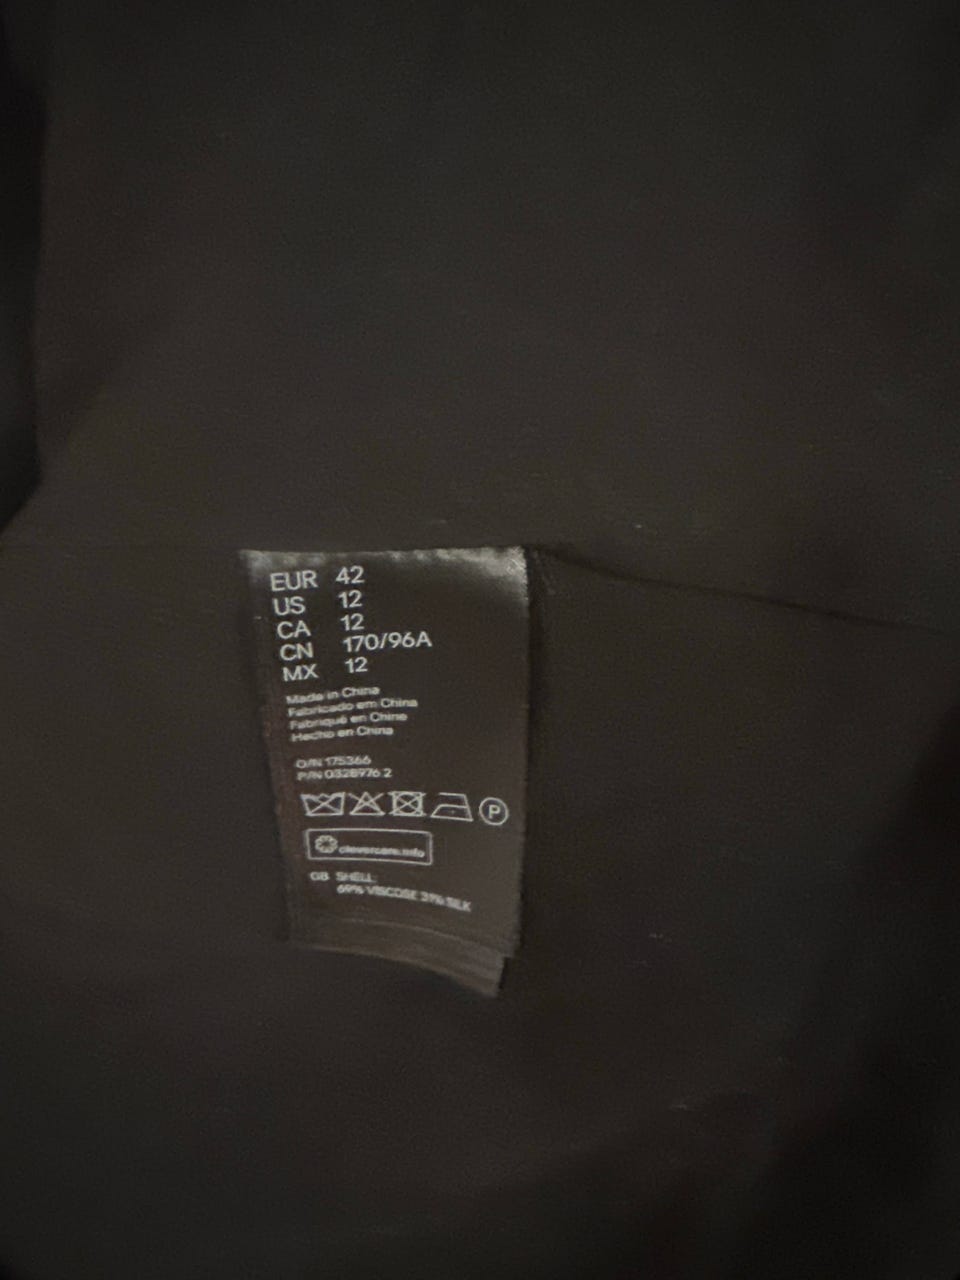 EUR 42
US 12
CA 12
CN 170/96A
MX 12
Made in China
Fabricado em China
Fabriqué en Chine
Hecho en China
O/N 175366
P/N 0328976 2
P
clevercare.info
GB SHELL:
69% VISCOSE 31% SILK